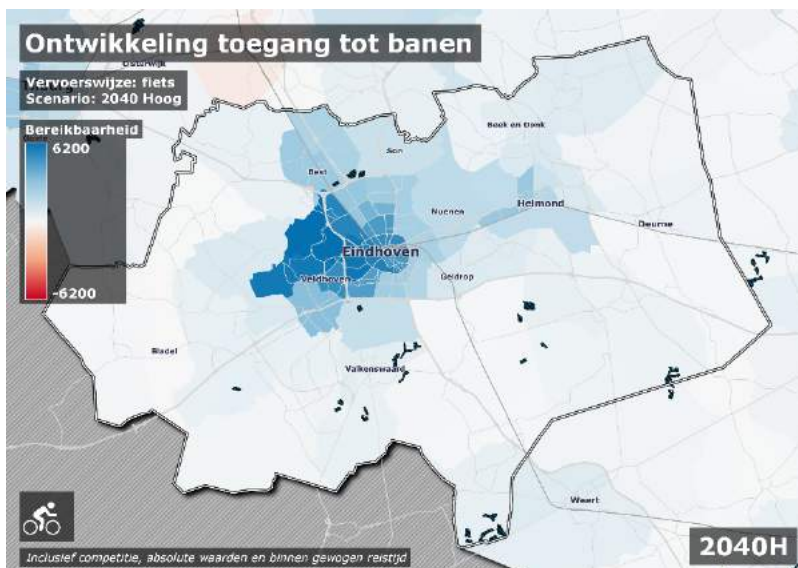 Ontwikkeling toegang tot banen
Oisterwijk
Vervoerswijze: fiets
Scenario: 2040 Hoog
Bereikbaarheid
6200
-6200
Beek en Donk
Son
Best
Nuenen
Helmond
Deurne
Eindhoven
Veldhoven
Geldrop
Bladel
Valkenswaard
Weert
2040H
Inclusief competitie, absolute waarden en binnen gewogen reistijd